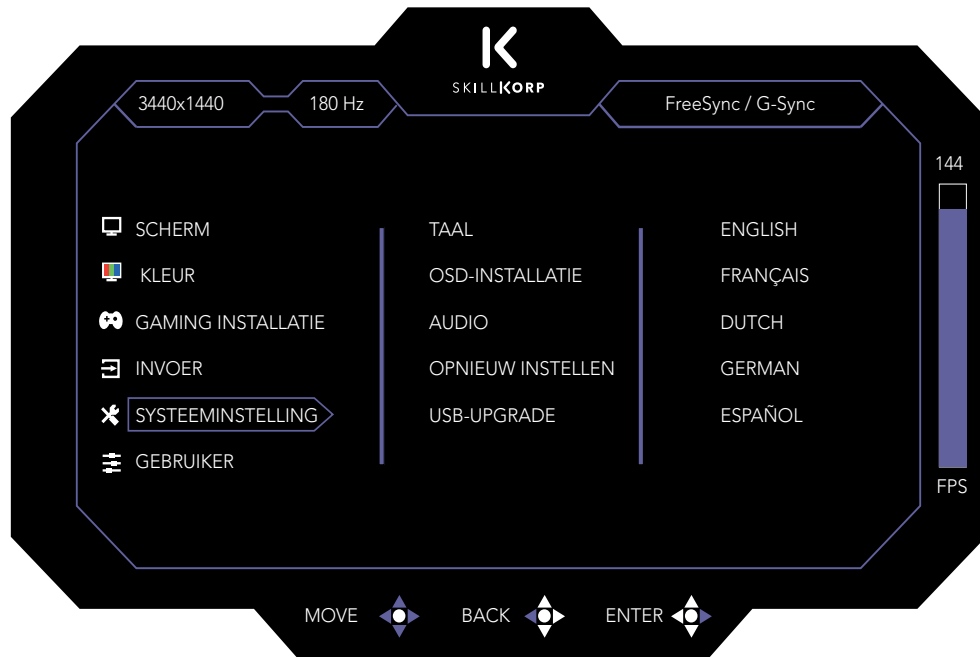 SKILLKORP
3440x1440
180 Hz
FreeSync / G-Sync
144
SCHERM
KLEUR
GAMING INSTALLATIE
INVOER
SYSTEEMINSTELLING
GEBRUIKER
TAAL
OSD-INSTALLATIE
AUDIO
OPNIEUW INSTELLEN
USB-UPGRADE
ENGLISH
FRANÇAIS
DUTCH
GERMAN
ESPAÑOL
FPS
MOVE
BACK
ENTER